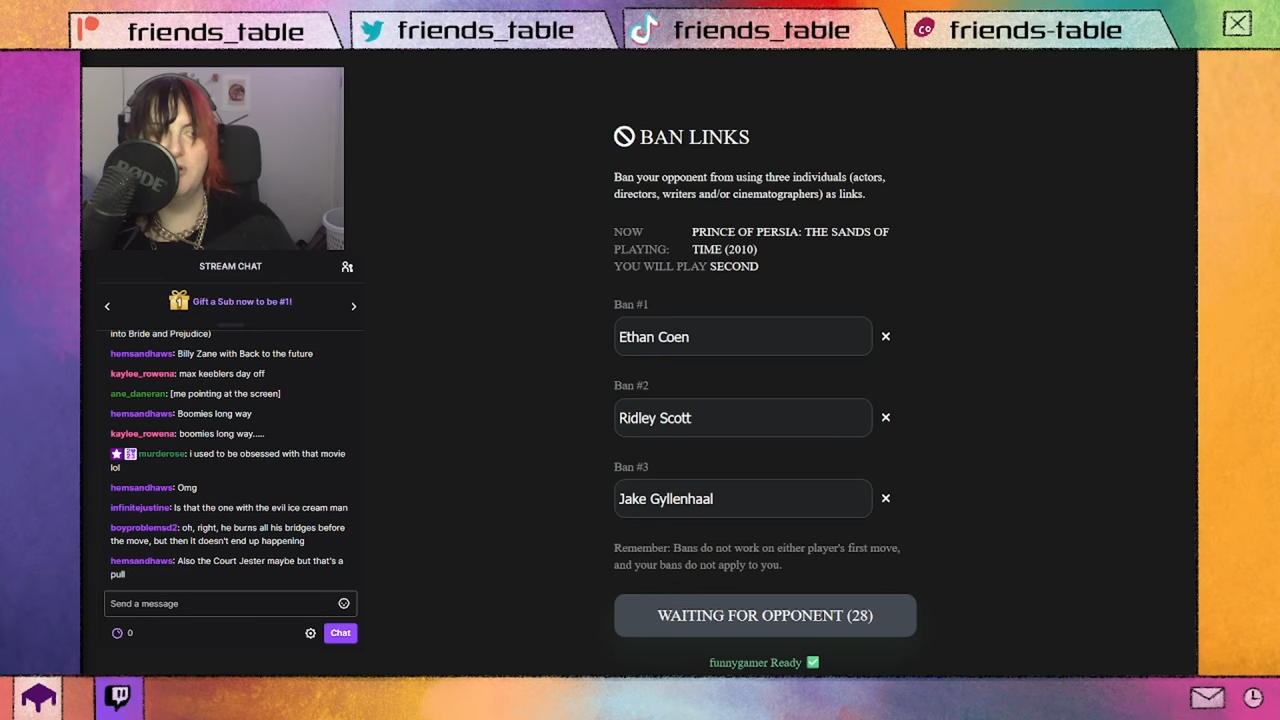 friends_table
friends_table
friends_table
friends-table
RØDE
STREAM CHAT
1
Gift a Sub now to be #1!
into Bride and Prejudice)
hemsandhaws: Billy Zane with Back to the future
kaylee_rowena: max keeblers day off
ane_daneran: [me pointing at the screen]
hemsandhaws: Boomies long way
kaylee_rowena: boomies long way.....
murderose: i used to be obsessed with that movie
lol
hemsandhaws: Omg
infinitejustine: Is that the one with the evil ice cream man
boyproblemsd2: oh, right, he burns all his bridges before
the move, but then it doesn't end up happening
hemsandhaws: Also the Court Jester maybe but that's a
pull
Send a message
0
Chat
BAN LINKS
Ban your opponent from using three individuals (actors,
directors, writers and/or cinematographers) as links.
NOW PLAYING: PRINCE OF PERSIA: THE SANDS OF
TIME (2010)
YOU WILL PLAY SECOND
Ban #1
Ethan Coen
Ban #2
Ridley Scott
Ban #3
Jake Gyllenhaal
Remember: Bans do not work on either player's first move,
and your bans do not apply to you.
WAITING FOR OPPONENT (28)
funnygamer Ready